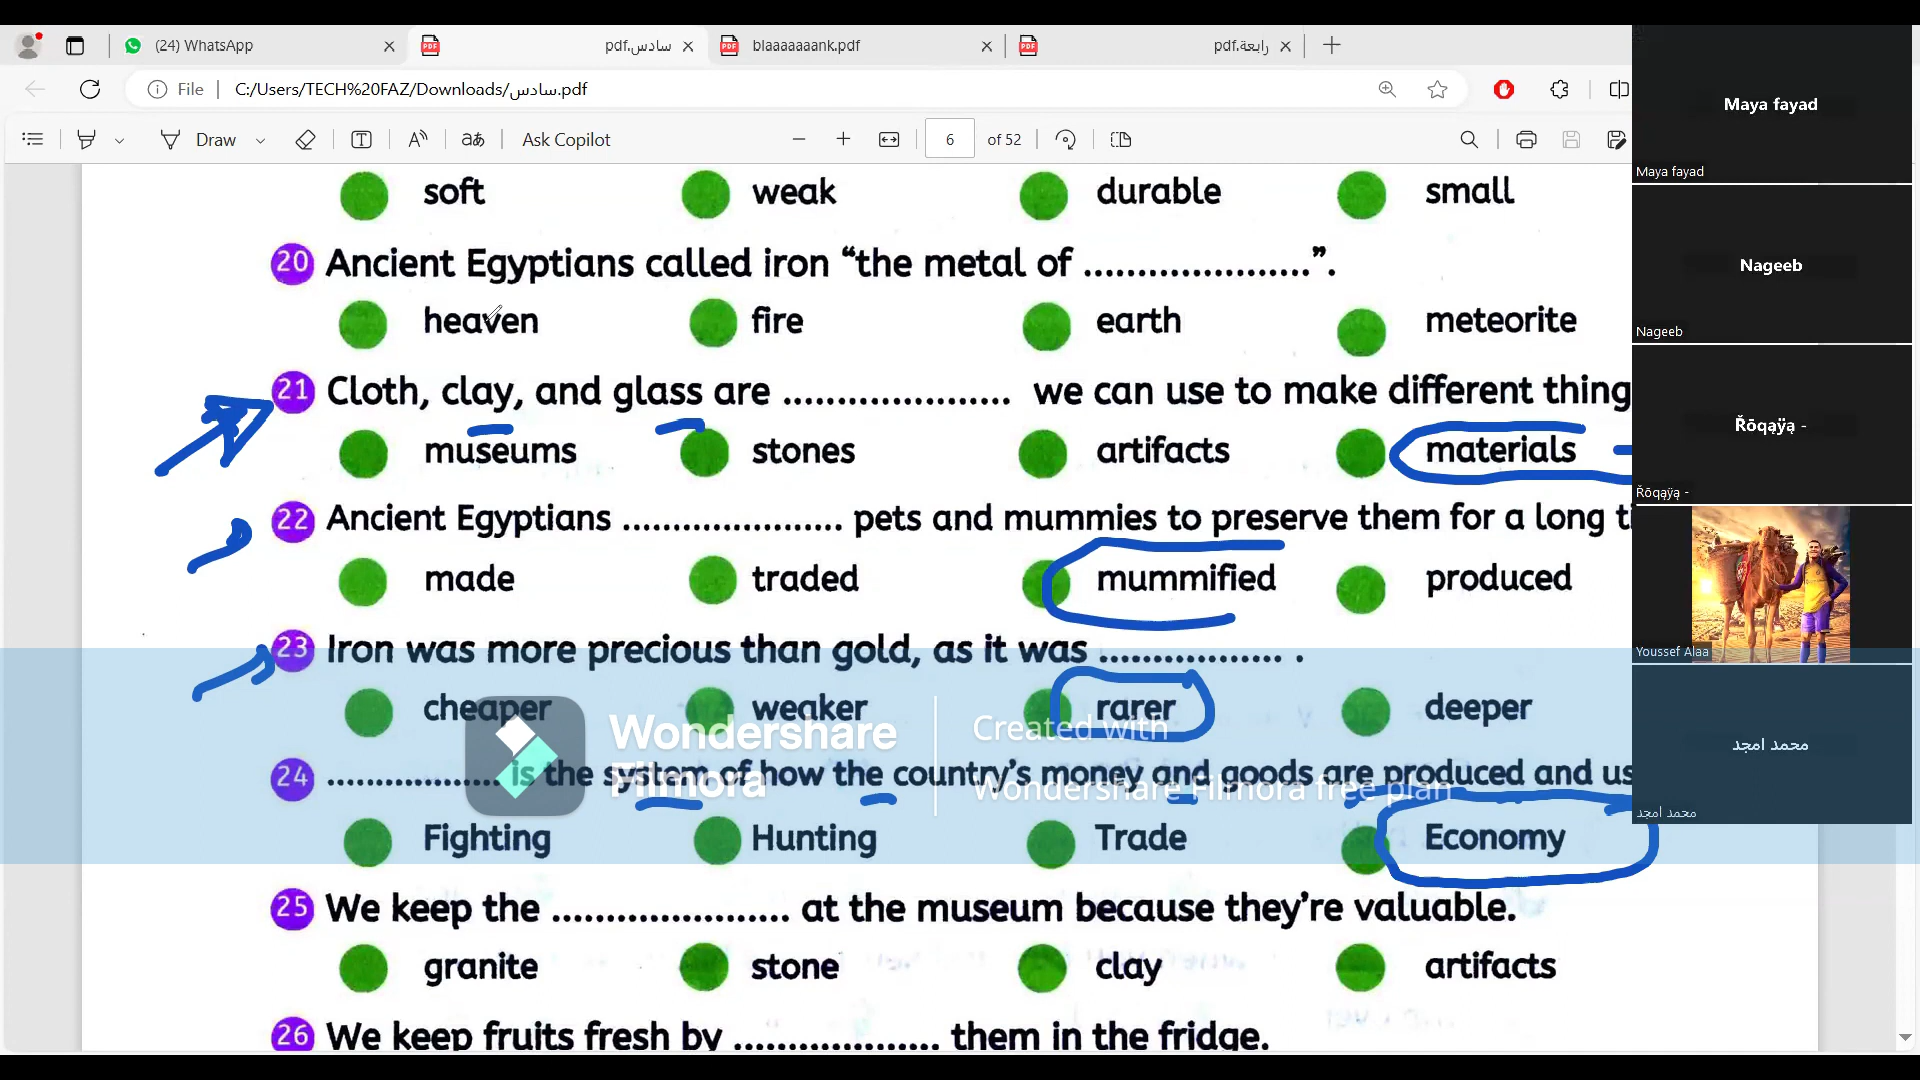 (24) WhatsApp
سادس.pdf
blaaaaaaank.pdf
رابعة.pdf
File
C:/Users/TECH%20FAZ/Downloads/سادس.pdf
Draw
aあ
Ask Copilot
6 of 52
soft weak durable small
20 Ancient Egyptians called iron “the metal of ......................”.
heaven fire earth meteorite
21 Cloth, clay, and glass are ...................... we can use to make different thing
museums stones artifacts materials
22 Ancient Egyptians ...................... pets and mummies to preserve them for a long ti
made traded mummified produced
23 Iron was more precious than gold, as it was .................. .
cheaper weaker rarer deeper
24 .................. is the system of how the country’s money and goods are produced and us
Fighting Hunting Trade Economy
25 We keep the ....................... at the museum because they’re valuable.
granite stone clay artifacts
26 We keep fruits fresh by .................... them in the fridge.
Wondershare
Filmora
Created with
Wondershare Filmora free plan
Maya fayad
Maya fayad
Nageeb
Nageeb
Řōqąÿą -
Řōqąÿą -
Youssef Alaa
محمد امجد
محمد امجد